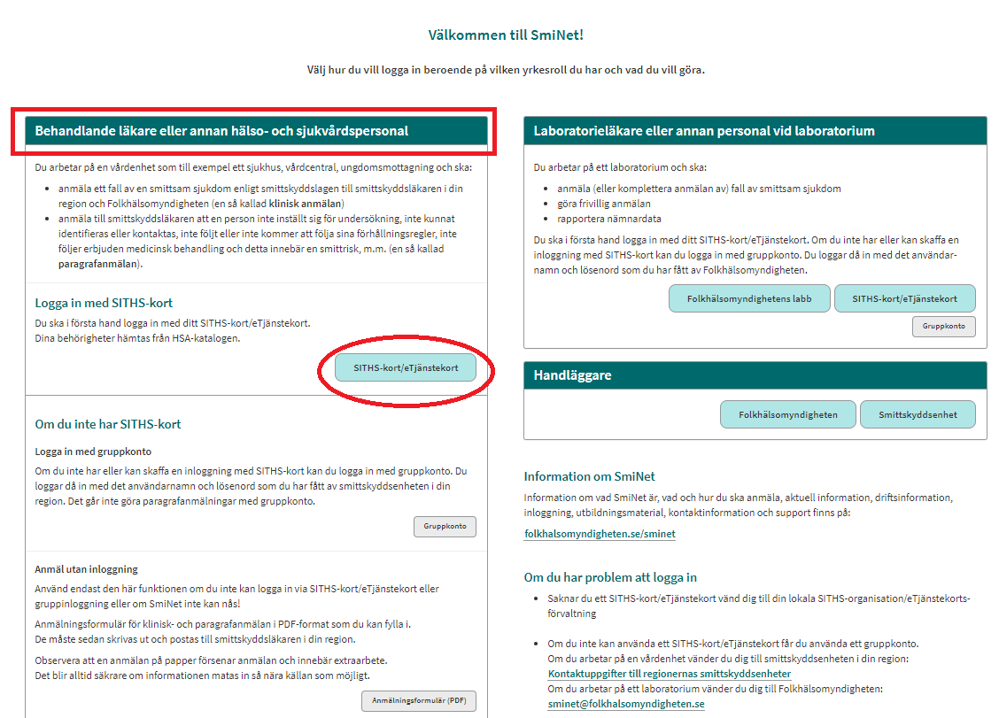 Välkommen till SmiNet!
Välj hur du vill logga in beroende på vilken yrkesroll du har och vad du vill göra.
Behandlande läkare eller annan hälso- och sjukvårdspersonal
Du arbetar på en vårdenhet som till exempel ett sjukhus, vårdcentral, ungdomsmottagning och ska:
• anmäla ett fall av en smittsam sjukdom enligt smittskyddslagen till smittskyddsläkaren i din
region och Folkhälsomyndigheten (en så kallad klinisk anmälan)
• anmäla till smittskyddsläkaren att en person inte inställt sig för undersökning, inte kunnat
identifieras eller kontaktas, inte följt eller inte kommer att följa sina förhållningsregler, inte
följer erbjuden medicinsk behandling och detta innebär en smittrisk, m.m. (en så kallad
paragrafanmälan).
Logga in med SITHS-kort
Du ska i första hand logga in med ditt SITHS-kort/eTjänstekort.
Dina behörigheter hämtas från HSA-katalogen.
SITHS-kort/eTjänstekort
Om du inte har SITHS-kort
Logga in med gruppkonto
Om du inte har eller kan skaffa en inloggning med SITHS-kort kan du logga in med gruppkonto. Du
loggar då in med det användarnamn och lösenord som du har fått av smittskyddsenheten i din
region. Det går inte göra paragrafanmälningar med gruppkonto.
Gruppkonto
Anmäl utan inloggning
Använd endast den här funktionen om du inte kan logga in via SITHS-kort/eTjänstekort eller
gruppinloggning eller om SmiNet inte kan nås!
Anmälningsformulär för klinisk- och paragrafanmälan i PDF-format som du kan fylla i.
De måste sedan skrivas ut och postas till smittskyddsläkaren i din region.
Observera att en anmälan på papper försenar anmälan och innebär extraarbete.
Det blir alltid säkrare om informationen matas in så nära källan som möjligt.
Anmälningsformulär (PDF)
Laboratorieläkare eller annan personal vid laboratorium
Du arbetar på ett laboratorium och ska:
• anmäla (eller komplettera anmälan av) fall av smittsam sjukdom
• göra frivillig anmälan
• rapportera nämnardata
Du ska i första hand logga in med ditt SITHS-kort/eTjänstekort. Om du inte har eller kan skaffa en
inloggning med SITHS-kort kan du logga in med gruppkonto. Du loggar då in med det användar-
namn och lösenord som du har fått av Folkhälsomyndigheten.
Folkhälsomyndighetens labb
SITHS-kort/eTjänstekort
Gruppkonto
Handläggare
Folkhälsomyndigheten
Smittskyddsenhet
Information om SmiNet
Information om vad SmiNet är, vad och hur du ska anmäla, aktuell information, driftsinformation,
inloggning, utbildningsmaterial, kontaktinformation och support finns på:
folkhalsomyndigheten.se/sminet
Om du har problem att logga in
• Saknar du ett SITHS-kort/eTjänstekort vänd dig till din lokala SITHS-organisation/eTjänstekorts-
förvaltning
• Om du inte kan använda ett SITHS-kort/eTjänstekort får du använda ett gruppkonto.
Om du arbetar på en vårdenhet vänder du dig till smittskyddsenheten i din region:
Kontaktuppgifter till regionernas smittskyddsenheter
Om du arbetar på ett laboratorium vänder du dig till Folkhälsomyndigheten:
sminet@folkhalsomyndigheten.se